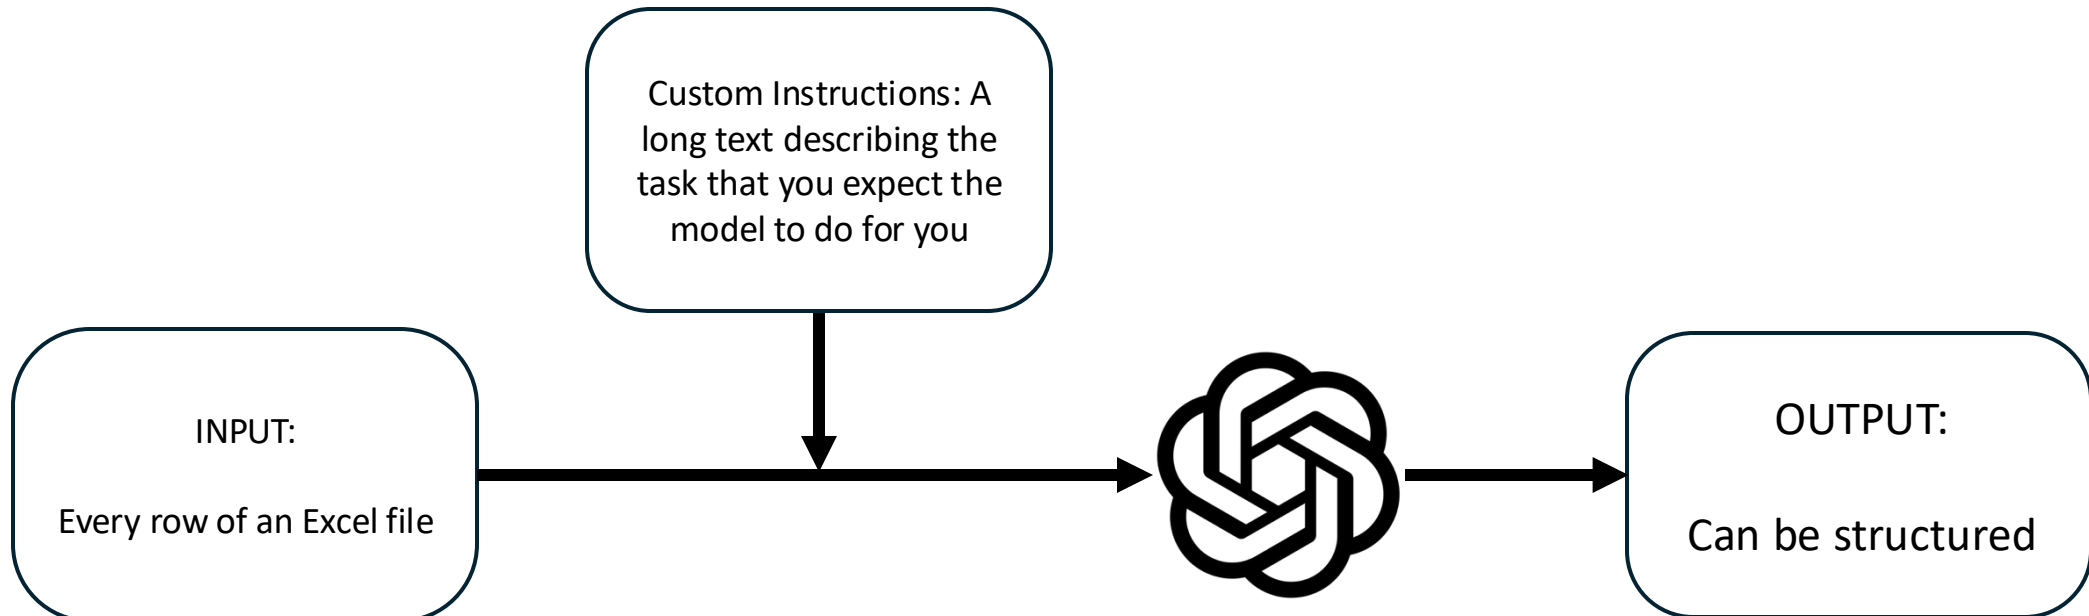 Custom Instructions: A
long text describing the
task that you expect the
model to do for you
INPUT:
Every row of an Excel file
OUTPUT:
Can be structured